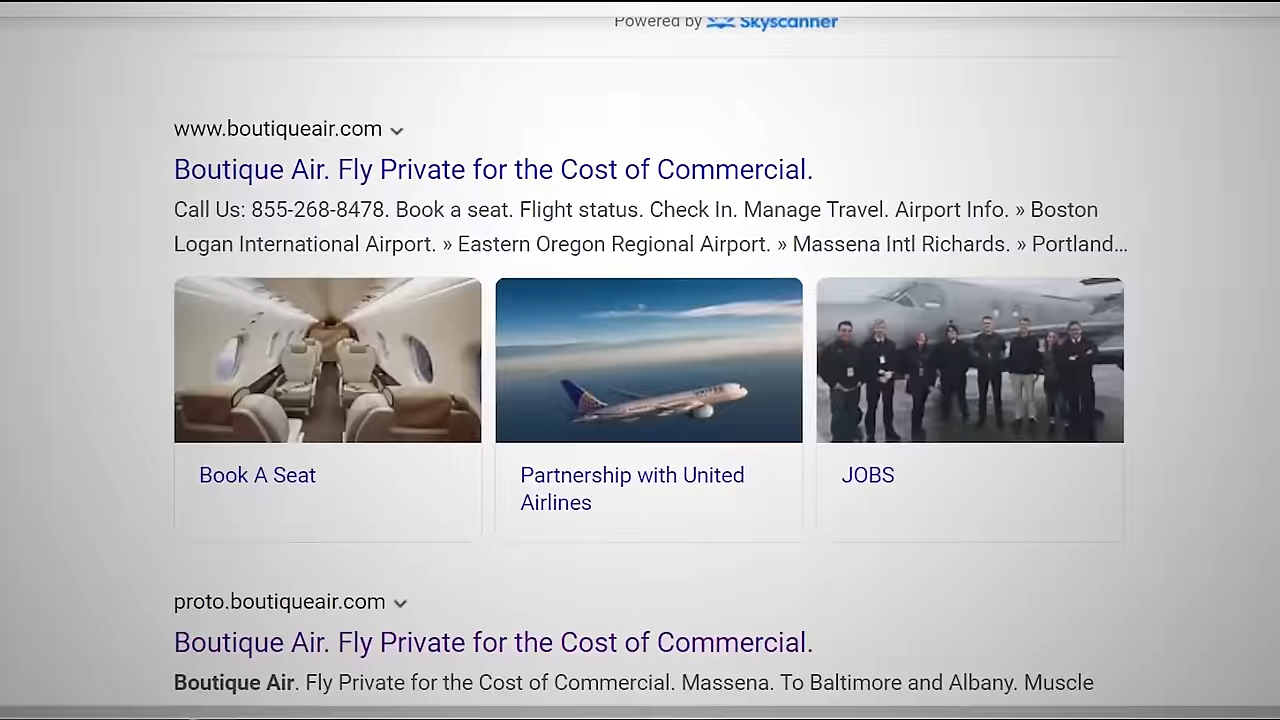 Powered by Skyscanner
www.boutiqueair.com
Boutique Air. Fly Private for the Cost of Commercial.
Call Us: 855-268-8478. Book a seat. Flight status. Check In. Manage Travel. Airport Info. » Boston
Logan International Airport. » Eastern Oregon Regional Airport. » Massena Intl Richards. » Portland...
Book A Seat
Partnership with United
Airlines
JOBS
proto.boutiqueair.com
Boutique Air. Fly Private for the Cost of Commercial.
Boutique Air. Fly Private for the Cost of Commercial. Massena. To Baltimore and Albany. Muscle